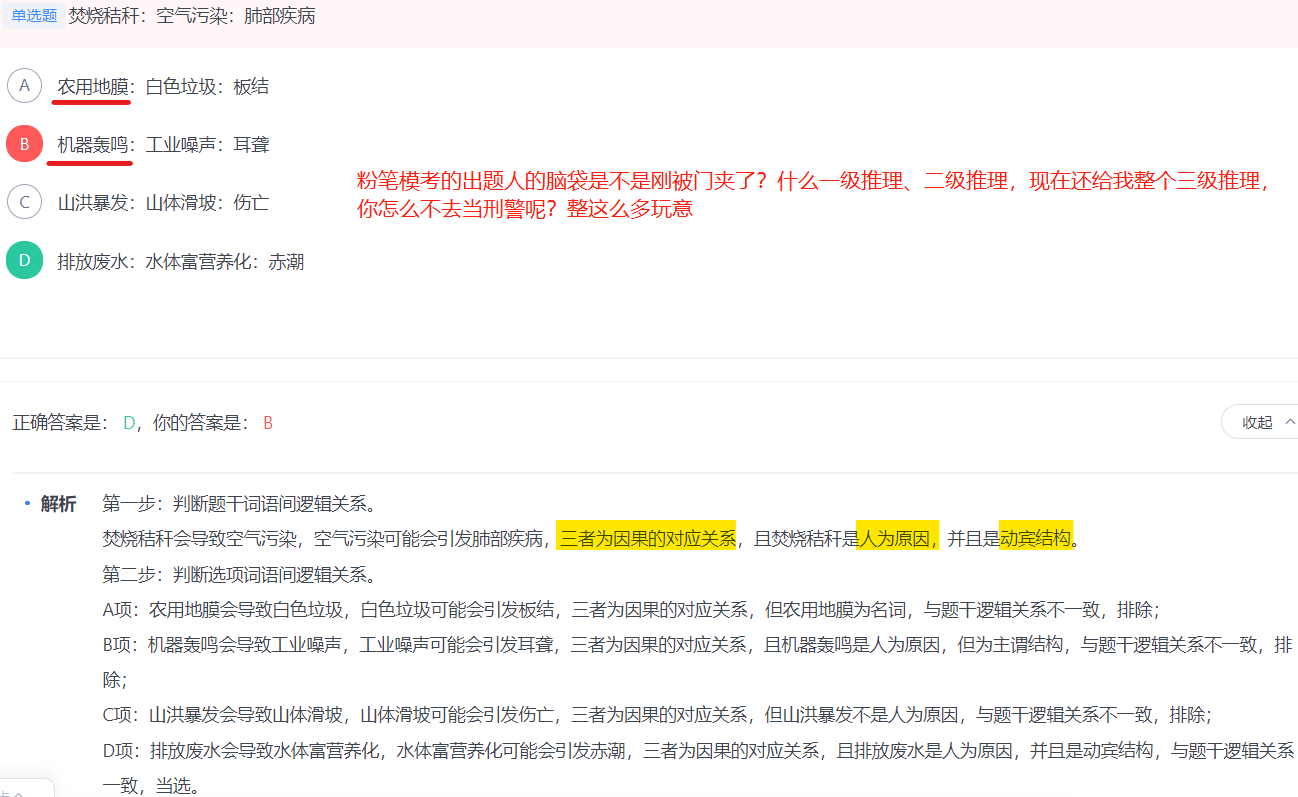 单选题 焚烧秸秆：空气污染：肺部疾病
A 农用地膜：白色垃圾：板结
B 机器轰鸣：工业噪声：耳聋
C 山洪暴发：山体滑坡：伤亡
D 排放废水：水体富营养化：赤潮
粉笔模考的出题人的脑袋是不是刚被门夹了？什么一级推理、二级推理，现在还给我整个三级推理，
你怎么不去当刑警呢？整这么多玩意
正确答案是： D，你的答案是： B
收起
解析 第一步：判断题干词语间逻辑关系。
焚烧秸秆会导致空气污染，空气污染可能会引发肺部疾病，三者为因果的对应关系，且焚烧秸秆是人为原因，并且是动宾结构。
第二步：判断选项词语间逻辑关系。
A项：农用地膜会导致白色垃圾，白色垃圾可能会引发板结，三者为因果的对应关系，但农用地膜为名词，与题干逻辑关系不一致，排除；
B项：机器轰鸣会导致工业噪声，工业噪声可能会引发耳聋，三者为因果的对应关系，且机器轰鸣是人为原因，但为主谓结构，与题干逻辑关系不一致，排
除；
C项：山洪暴发会导致山体滑坡，山体滑坡可能会引发伤亡，三者为因果的对应关系，但山洪暴发不是人为原因，与题干逻辑关系不一致，排除；
D项：排放废水会导致水体富营养化，水体富营养化可能会引发赤潮，三者为因果的对应关系，且排放废水是人为原因，并且是动宾结构，与题干逻辑关系
一致，当选。